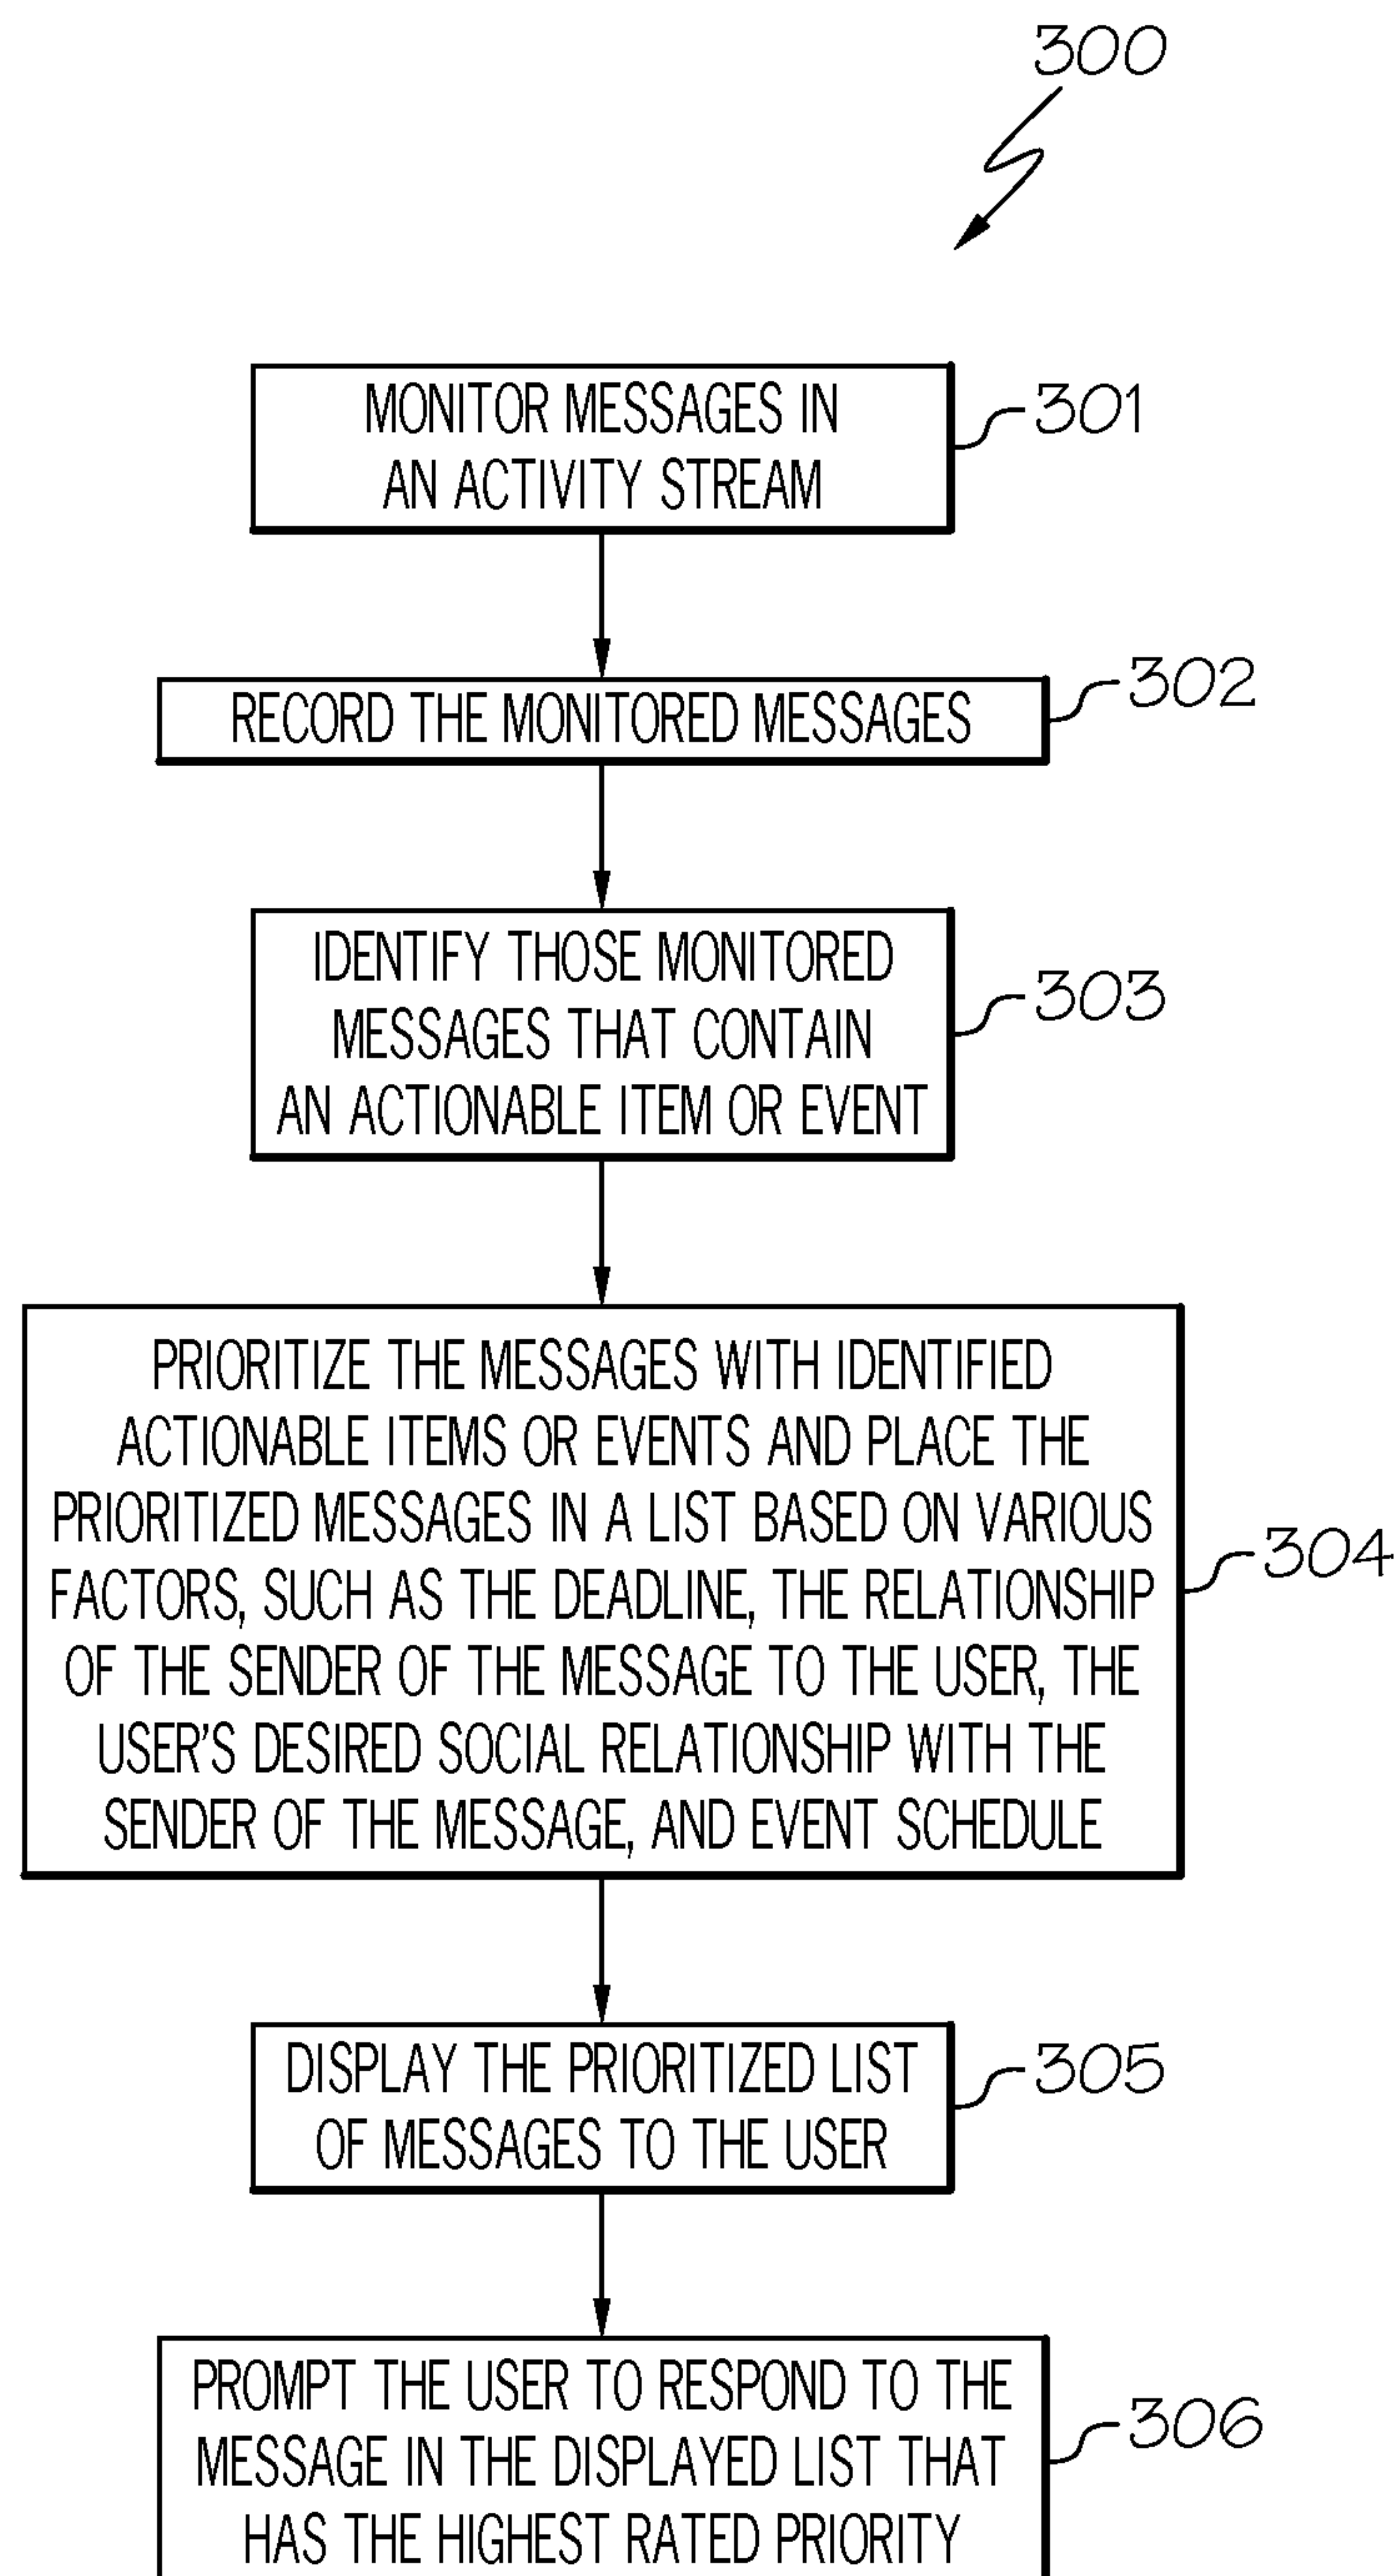 300
MONITOR MESSAGES IN
AN ACTIVITY STREAM
301
RECORD THE MONITORED MESSAGES
302
IDENTIFY THOSE MONITORED
MESSAGES THAT CONTAIN
AN ACTIONABLE ITEM OR EVENT
303
PRIORITIZE THE MESSAGES WITH IDENTIFIED
ACTIONABLE ITEMS OR EVENTS AND PLACE THE
PRIORITIZED MESSAGES IN A LIST BASED ON VARIOUS
FACTORS, SUCH AS THE DEADLINE, THE RELATIONSHIP
OF THE SENDER OF THE MESSAGE TO THE USER, THE
USER'S DESIRED SOCIAL RELATIONSHIP WITH THE
SENDER OF THE MESSAGE, AND EVENT SCHEDULE
304
DISPLAY THE PRIORITIZED LIST
OF MESSAGES TO THE USER
305
PROMPT THE USER TO RESPOND TO THE
MESSAGE IN THE DISPLAYED LIST THAT
HAS THE HIGHEST RATED PRIORITY
306